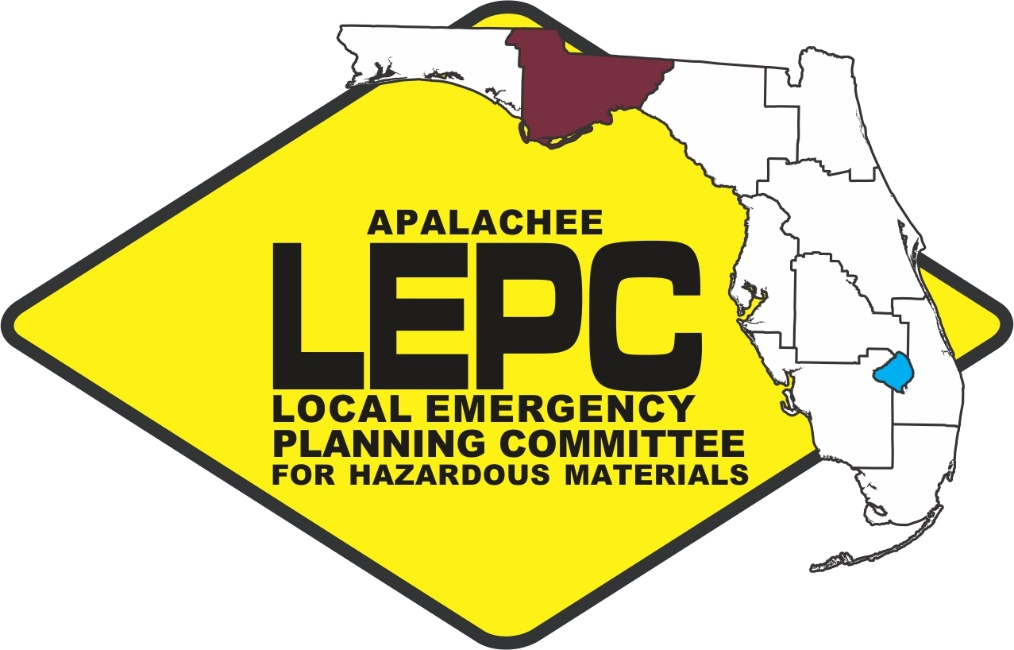 APALACHEE
LEPC
LOCAL EMERGENCY
PLANNING COMMITTEE
FOR HAZARDOUS MATERIALS